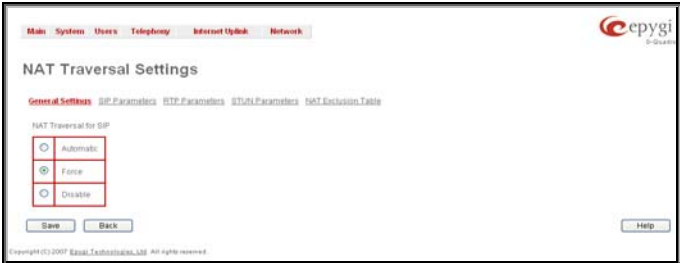 Main System Users Telephony Internet Uplink Network
epygi
NAT Traversal Settings
General Settings SIP Parameters RTP Parameters STUN Parameters NAT Exclusion Table
NAT Traversal for SIP
Automatic
Force
Disable
Save Back Help
Copyright (C) 2007 Epygi Technologies, Ltd. All rights reserved.